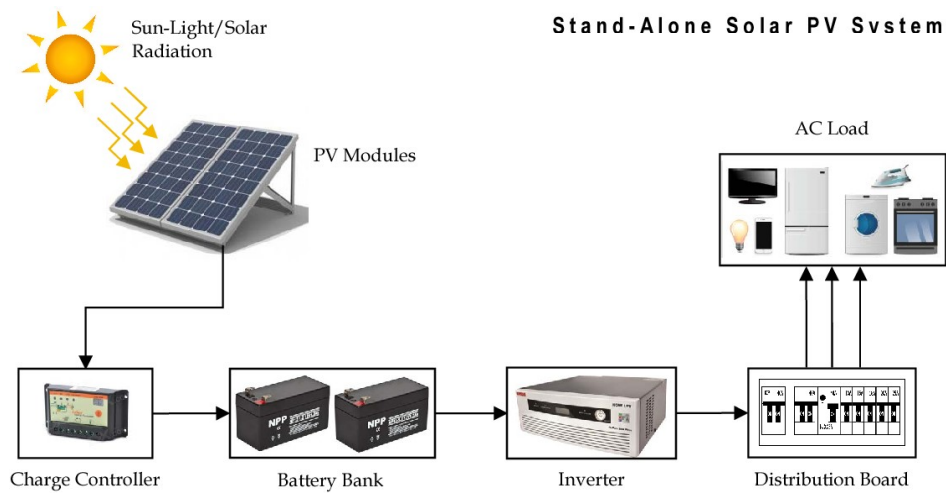 Sun-Light/Solar
Radiation
Stand-Alone Solar PV System
PV Modules
AC Load
NPP
NPP
Charge Controller
Battery Bank
Inverter
Distribution Board